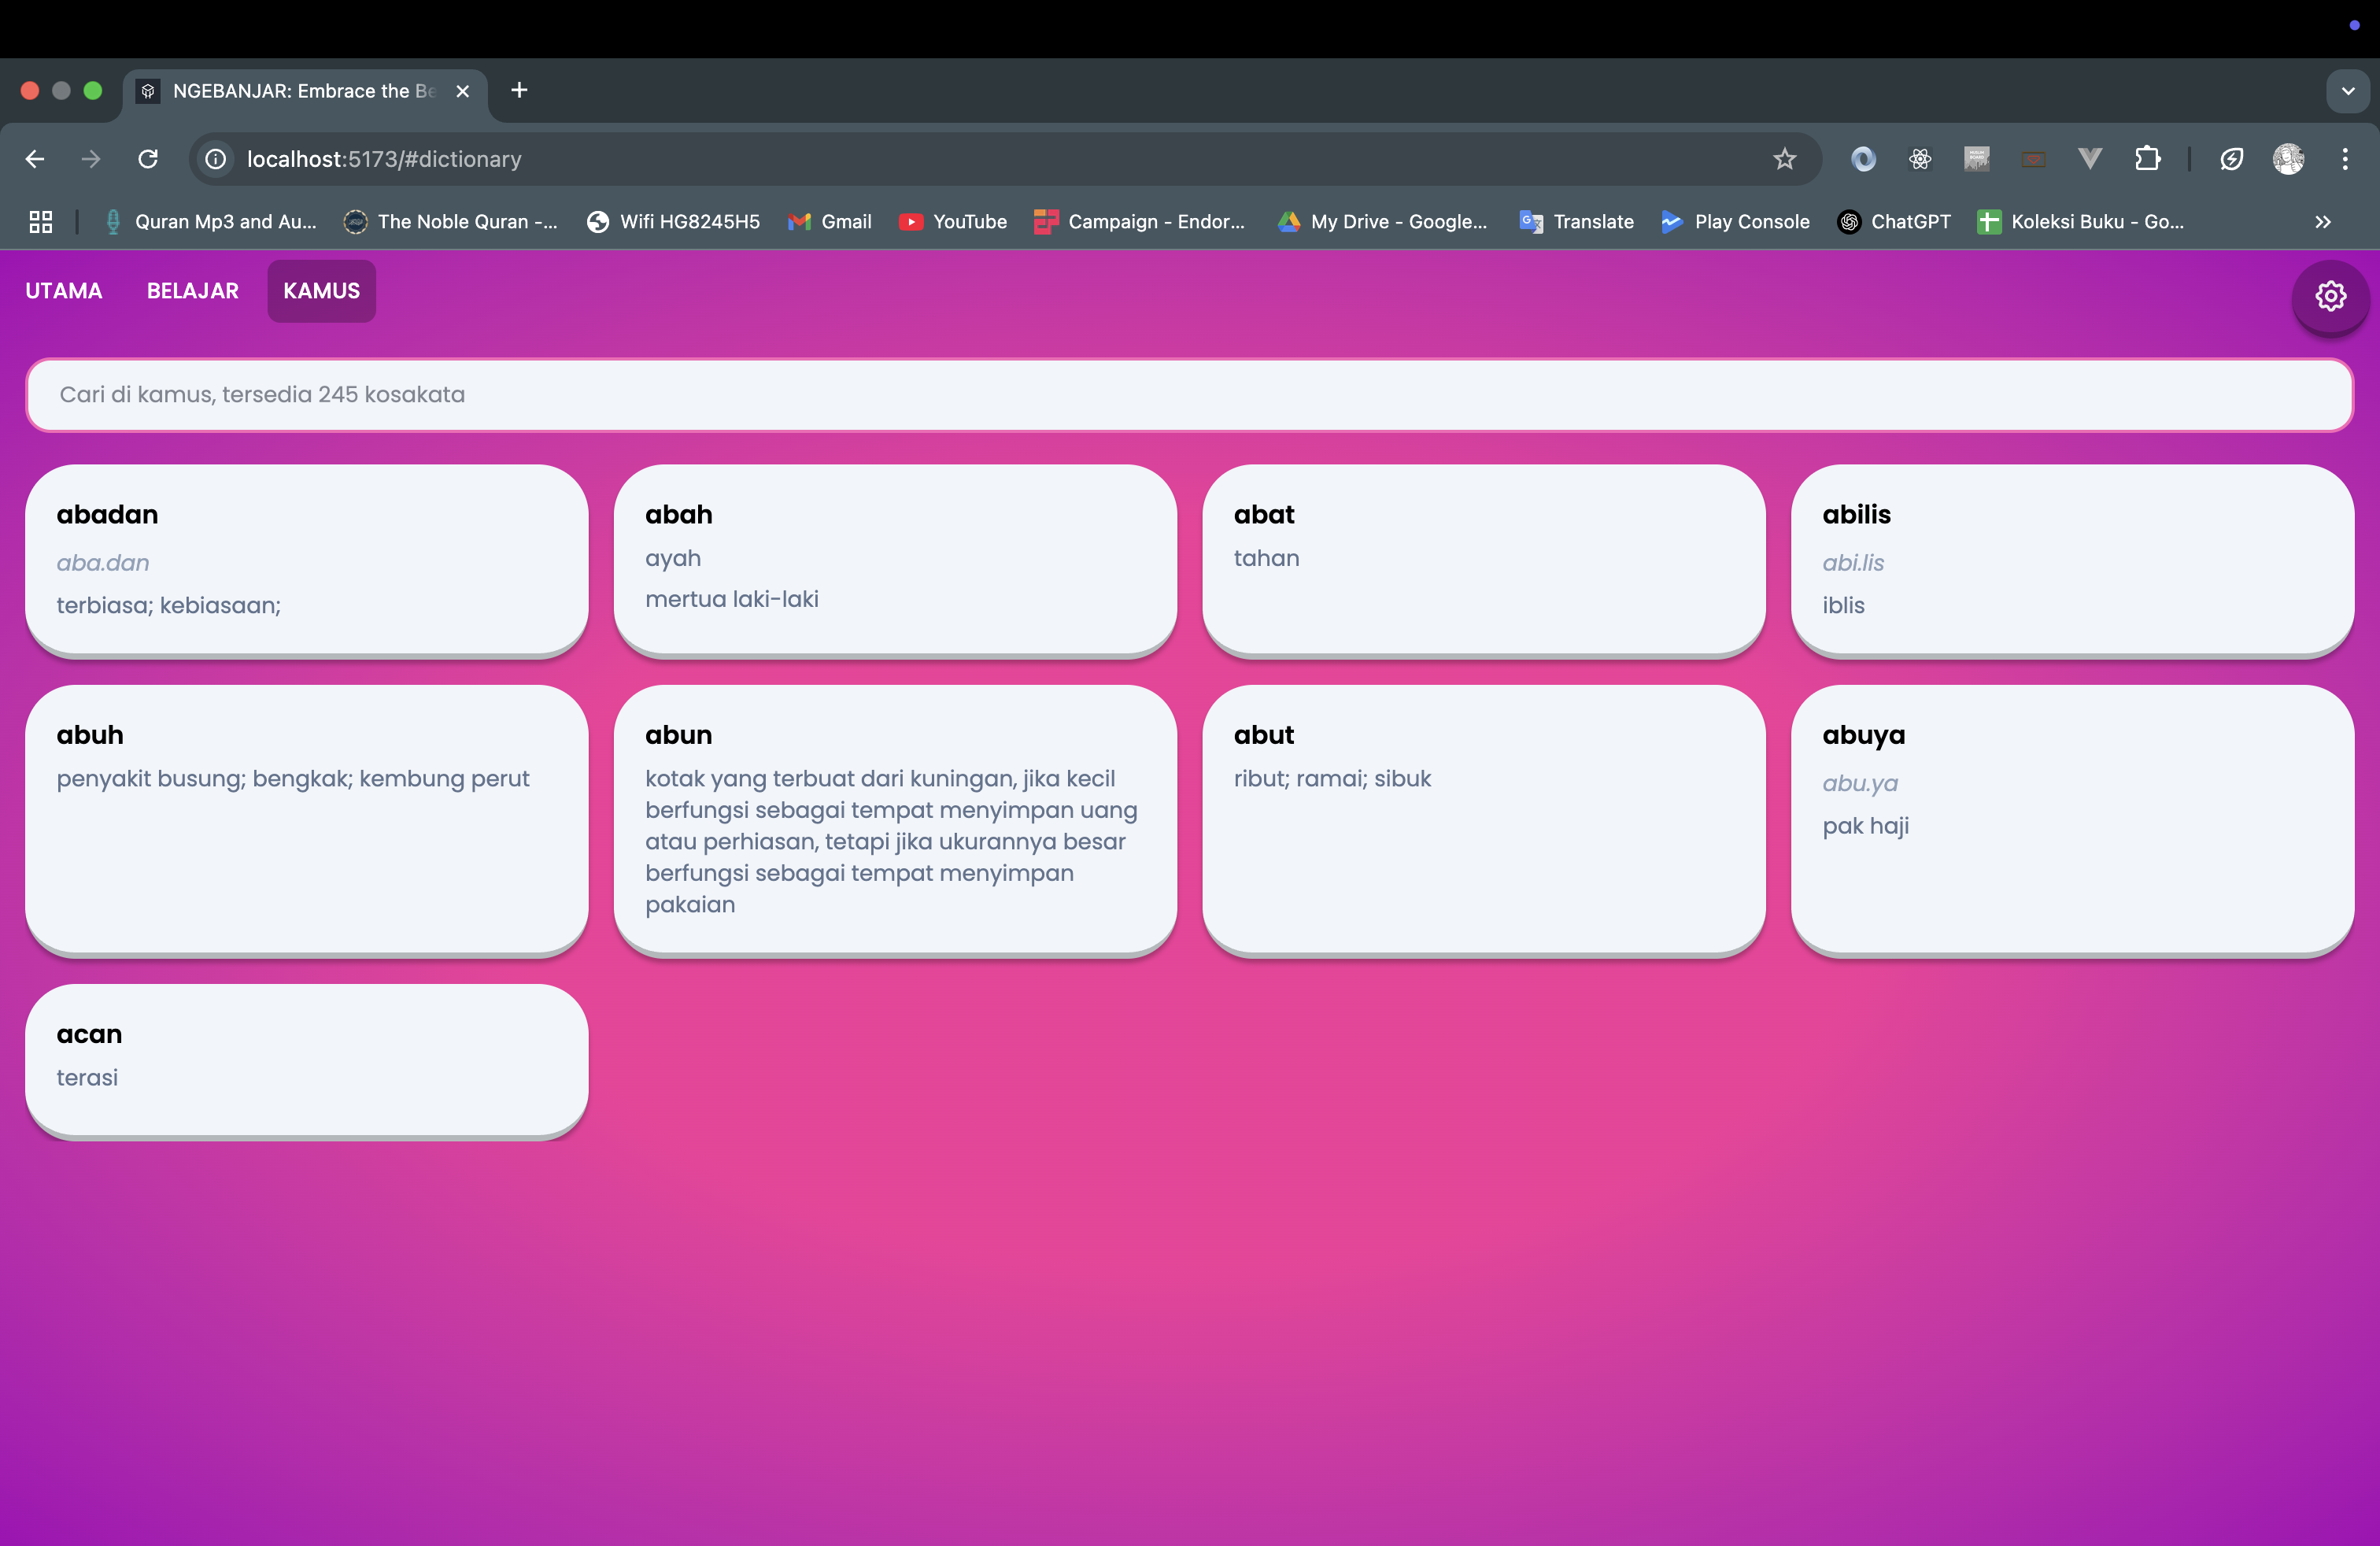 NGEBANJAR: Embrace the Be
localhost:5173/#dictionary
Quran Mp3 and Au... The Noble Quran -... Wifi HG8245H5 Gmail YouTube Campaign - Endor... My Drive - Google... Translate Play Console ChatGPT Koleksi Buku - Go...
UTAMA BELAJAR KAMUS
Cari di kamus, tersedia 245 kosakata
abadan
aba.dan
terbiasa; kebiasaan;
abah
ayah
mertua laki-laki
abat
tahan
abilis
abi.lis
iblis
abuh
penyakit busung; bengkak; kembung perut
abun
kotak yang terbuat dari kuningan, jika kecil
berfungsi sebagai tempat menyimpan uang
atau perhiasan, tetapi jika ukurannya besar
berfungsi sebagai tempat menyimpan
pakaian
abut
ribut; ramai; sibuk
abuya
abu.ya
pak haji
acan
terasi